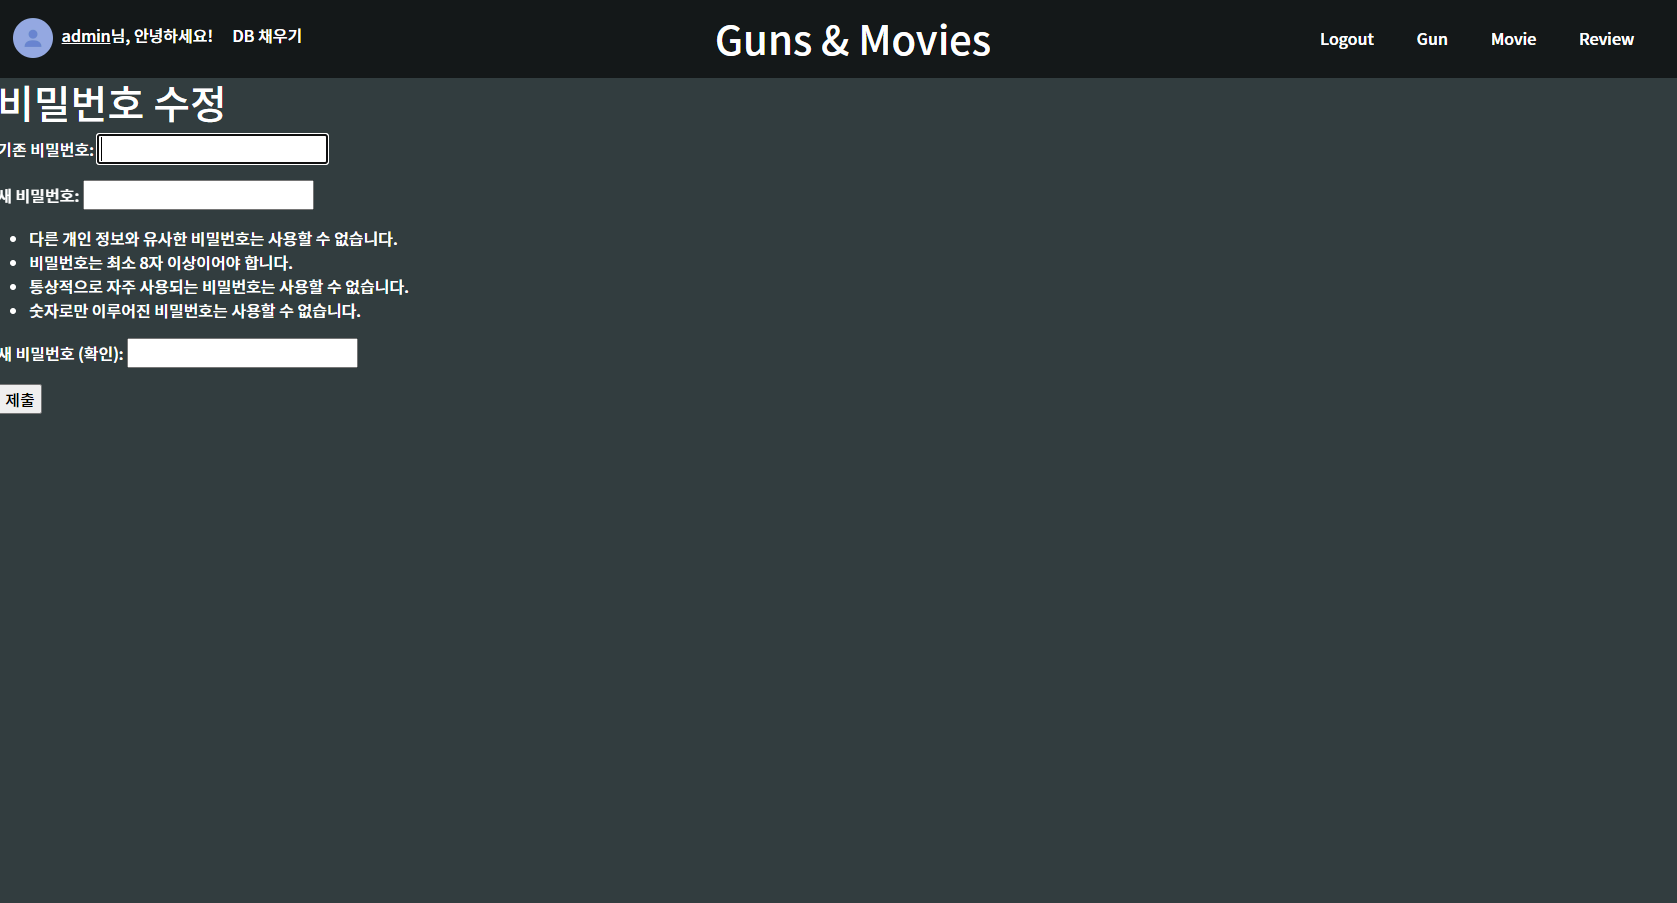 admin님, 안녕하세요! DB 채우기 Guns & Movies Logout Gun Movie Review
비밀번호 수정
기존 비밀번호:
새 비밀번호:
다른 개인 정보와 유사한 비밀번호는 사용할 수 없습니다.
비밀번호는 최소 8자 이상이어야 합니다.
통상적으로 자주 사용되는 비밀번호는 사용할 수 없습니다.
숫자로만 이루어진 비밀번호는 사용할 수 없습니다.
새 비밀번호 (확인):
제출